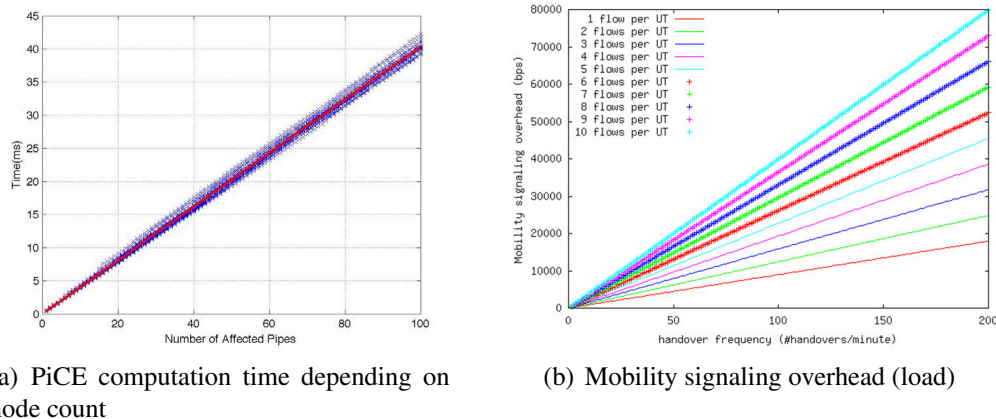 45
40
35
30
25
20
15
10
5
0
0 20 40 60 80 100
Time(ms)
Number of Affected Pipes
80000
70000
60000
50000
40000
30000
20000
10000
0
0 50 100 150 200
Mobility signaling overhead (bps)
handover frequency (#handovers/minute)
1 flow per UT
2 flows per UT
3 flows per UT
4 flows per UT
5 flows per UT
6 flows per UT
7 flows per UT
8 flows per UT
9 flows per UT
10 flows per UT
a) PiCE computation time depending on
node count
(b) Mobility signaling overhead (load)